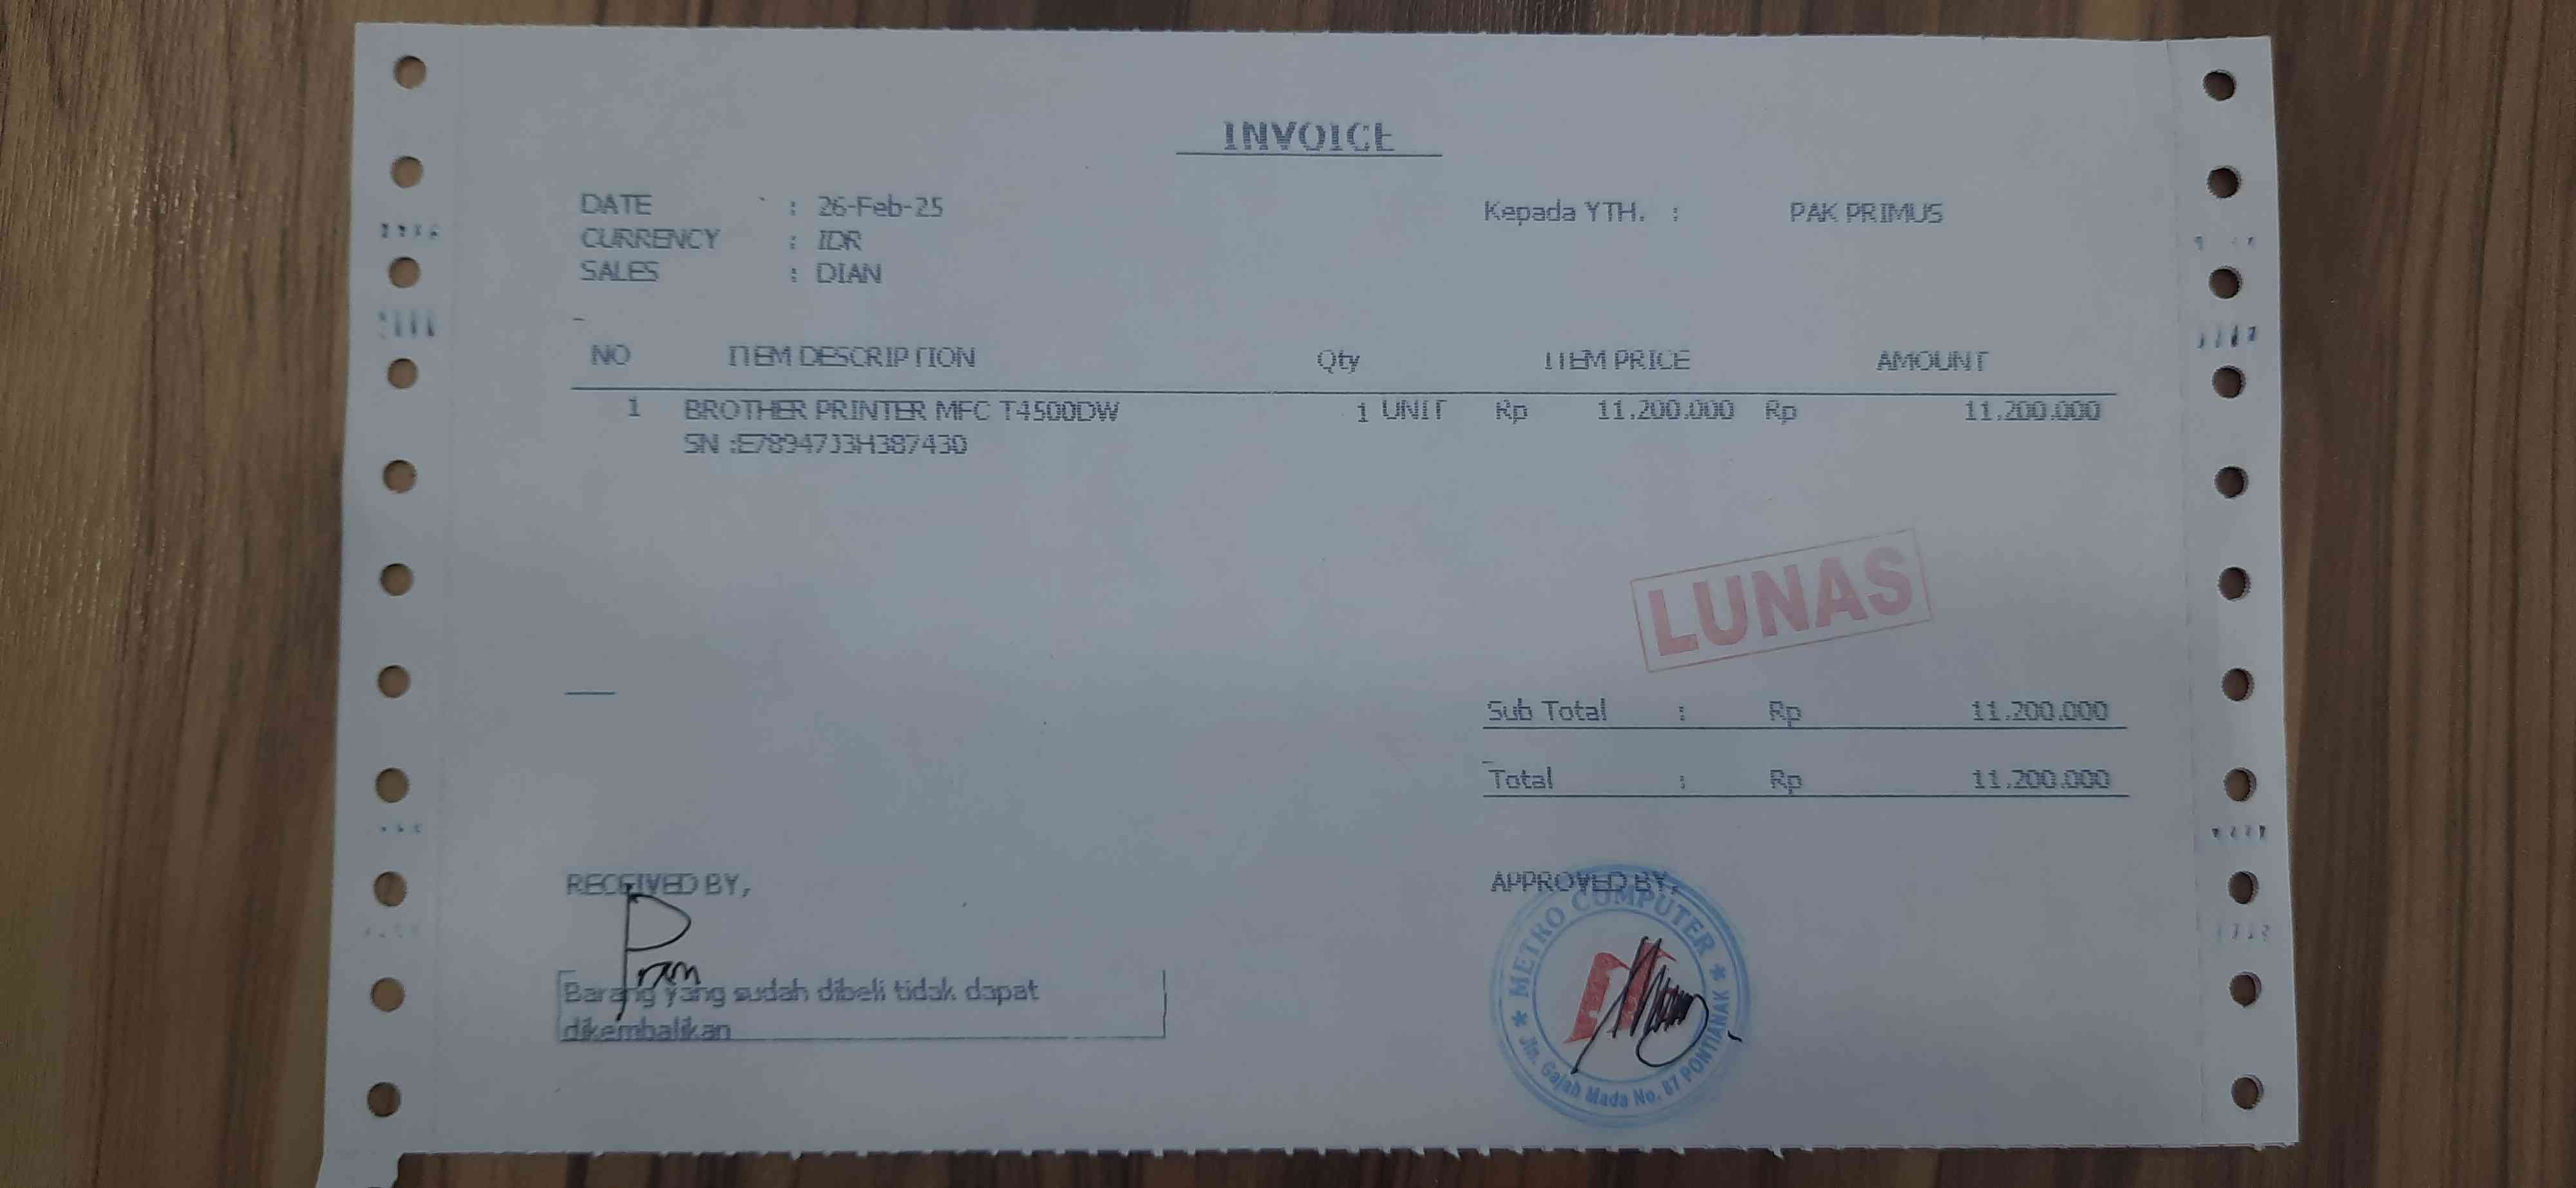 INVOICE
DATE : 26-Feb-25
Kepada YTH. : PAK PRIMUS
CURRENCY : IDR
SALES : DIAN
NO ITEM DESCRIPTION Qty ITEM PRICE AMOUNT
1 BROTHER PRINTER MFC T4500DW 1 UNIT Rp 11.200.000 Rp 11.200.000
SN :E78947J3H387430
LUNAS
Sub Total : Rp 11.200.000
Total : Rp 11.200.000
RECEIVED BY,
APPROVED BY,
METRO COMPUTER
Jln. Gajah Mada No. 87 PONTIANAK
Barang yang sudah dibeli tidak dapat
dikembalikan